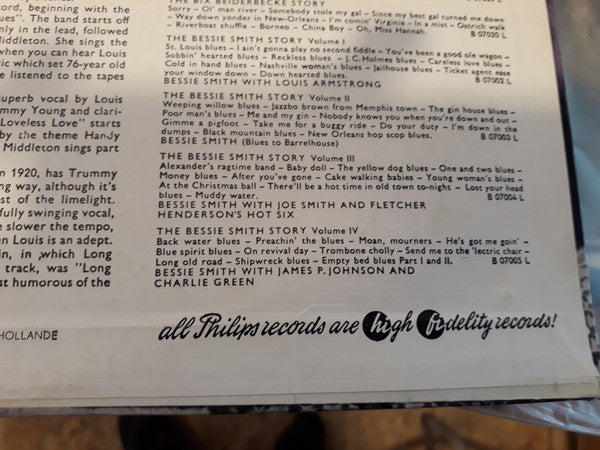 cord, beginning with the
ues". The band starts off
nly in the lead, followed
Middleton. She sings the
when you can hear Louis
ic which set 76-year old
e listened to the tapes
uperb vocal by Louis
mmy Young and clari-
Loveless Love" starts
by the theme Handy
Middleton sings part
n 1920, has Trummy
ng way, although it's
est of the limelight.
fully swinging vocal,
e slower the tempo,
en Louis is an adept.
in, in which Long
track, was "Long
st humorous of the
HOLLANDE
THE BIX BEIDERBECKE STORY
Sorry – Ol' man river – Somebody stole my gal – Since my best gal turned me down
– Way down yonder in New-Orleans – I'm comin' Virginia – In a mist – Ostrich walk
– Riverboat shuffle – Borneo – China Boy – Oh, Miss Hannah.
B 07020 L
THE BESSIE SMITH STORY Volume I
St. Louis blues – I ain't gonna play no second fiddle – You've been a good ole wagon –
Sobbin' hearted blues – Reckless blues – J.C. Holmes blues – Careless love blues –
Cold in hand blues – Nashville woman's blues – Jailhouse blues – Ticket agent ease
your window down – Down hearted blues. B 07002 L
BESSIE SMITH WITH LOUIS ARMSTRONG
THE BESSIE SMITH STORY Volume II
Weeping willow blues – Jazzbo brown from Memphis town – The gin house blues –
Poor man's blues – Me and my gin – Nobody knows you when you're down and out –
Gimme a pigfoot – Take me for a buggy ride – Do your duty – I'm down in the
dumps – Black mountain blues – New Orleans hop scop blues. B 07003 L
BESSIE SMITH (Blues to Barrelhouse)
THE BESSIE SMITH STORY Volume III
Alexander's ragtime band – Baby doll – The yellow dog blues – One and two blues –
Money blues – After you've gone – Cake walking babies – Young woman's blues –
At the Christmas ball – There'll be a hot time in old town to-night – Lost your head
blues – Muddy water. B 07004 L
BESSIE SMITH WITH JOE SMITH AND FLETCHER
HENDERSON'S HOT SIX
THE BESSIE SMITH STORY Volume IV
Back water blues – Preachin' the blues – Moan, mourners – He's got me goin' –
Blue spirit blues – On revival day – Trombone cholly – Send me to the 'lectric chair –
Long old road – Shipwreck blues – Empty bed blues Part I and II. B 07005 L
BESSIE SMITH WITH JAMES P. JOHNSON AND
CHARLIE GREEN
all Philips records are high fidelity records!